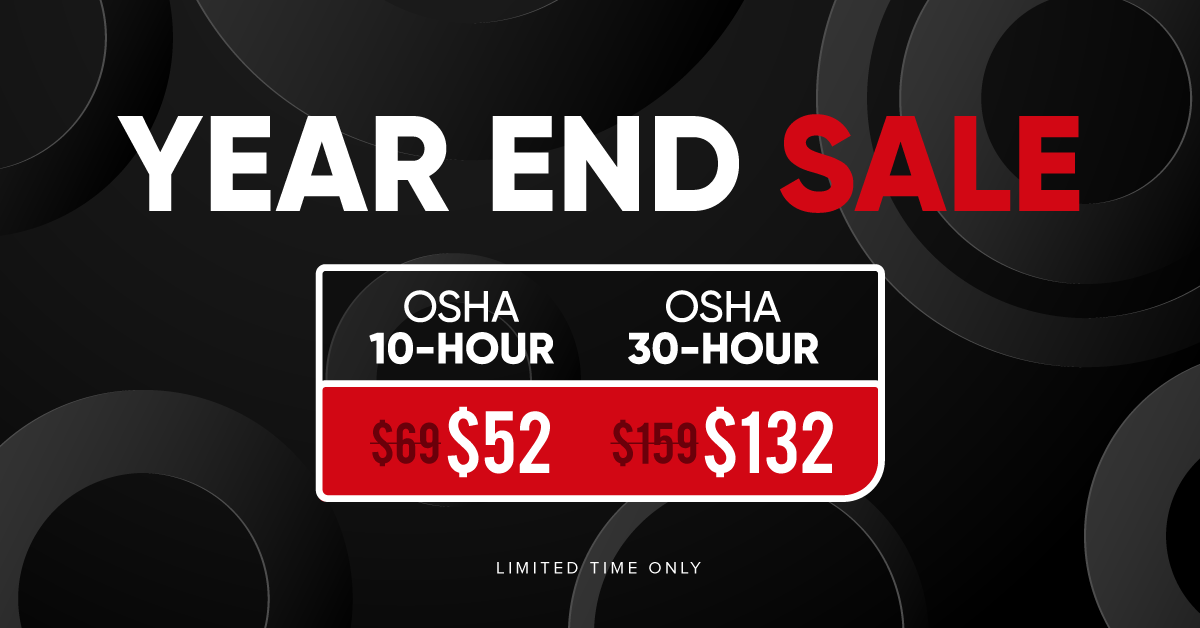 YEAR END SALE
OSHA
10-HOUR
OSHA
30-HOUR
$69 $52
$159 $132
LIMITED TIME ONLY